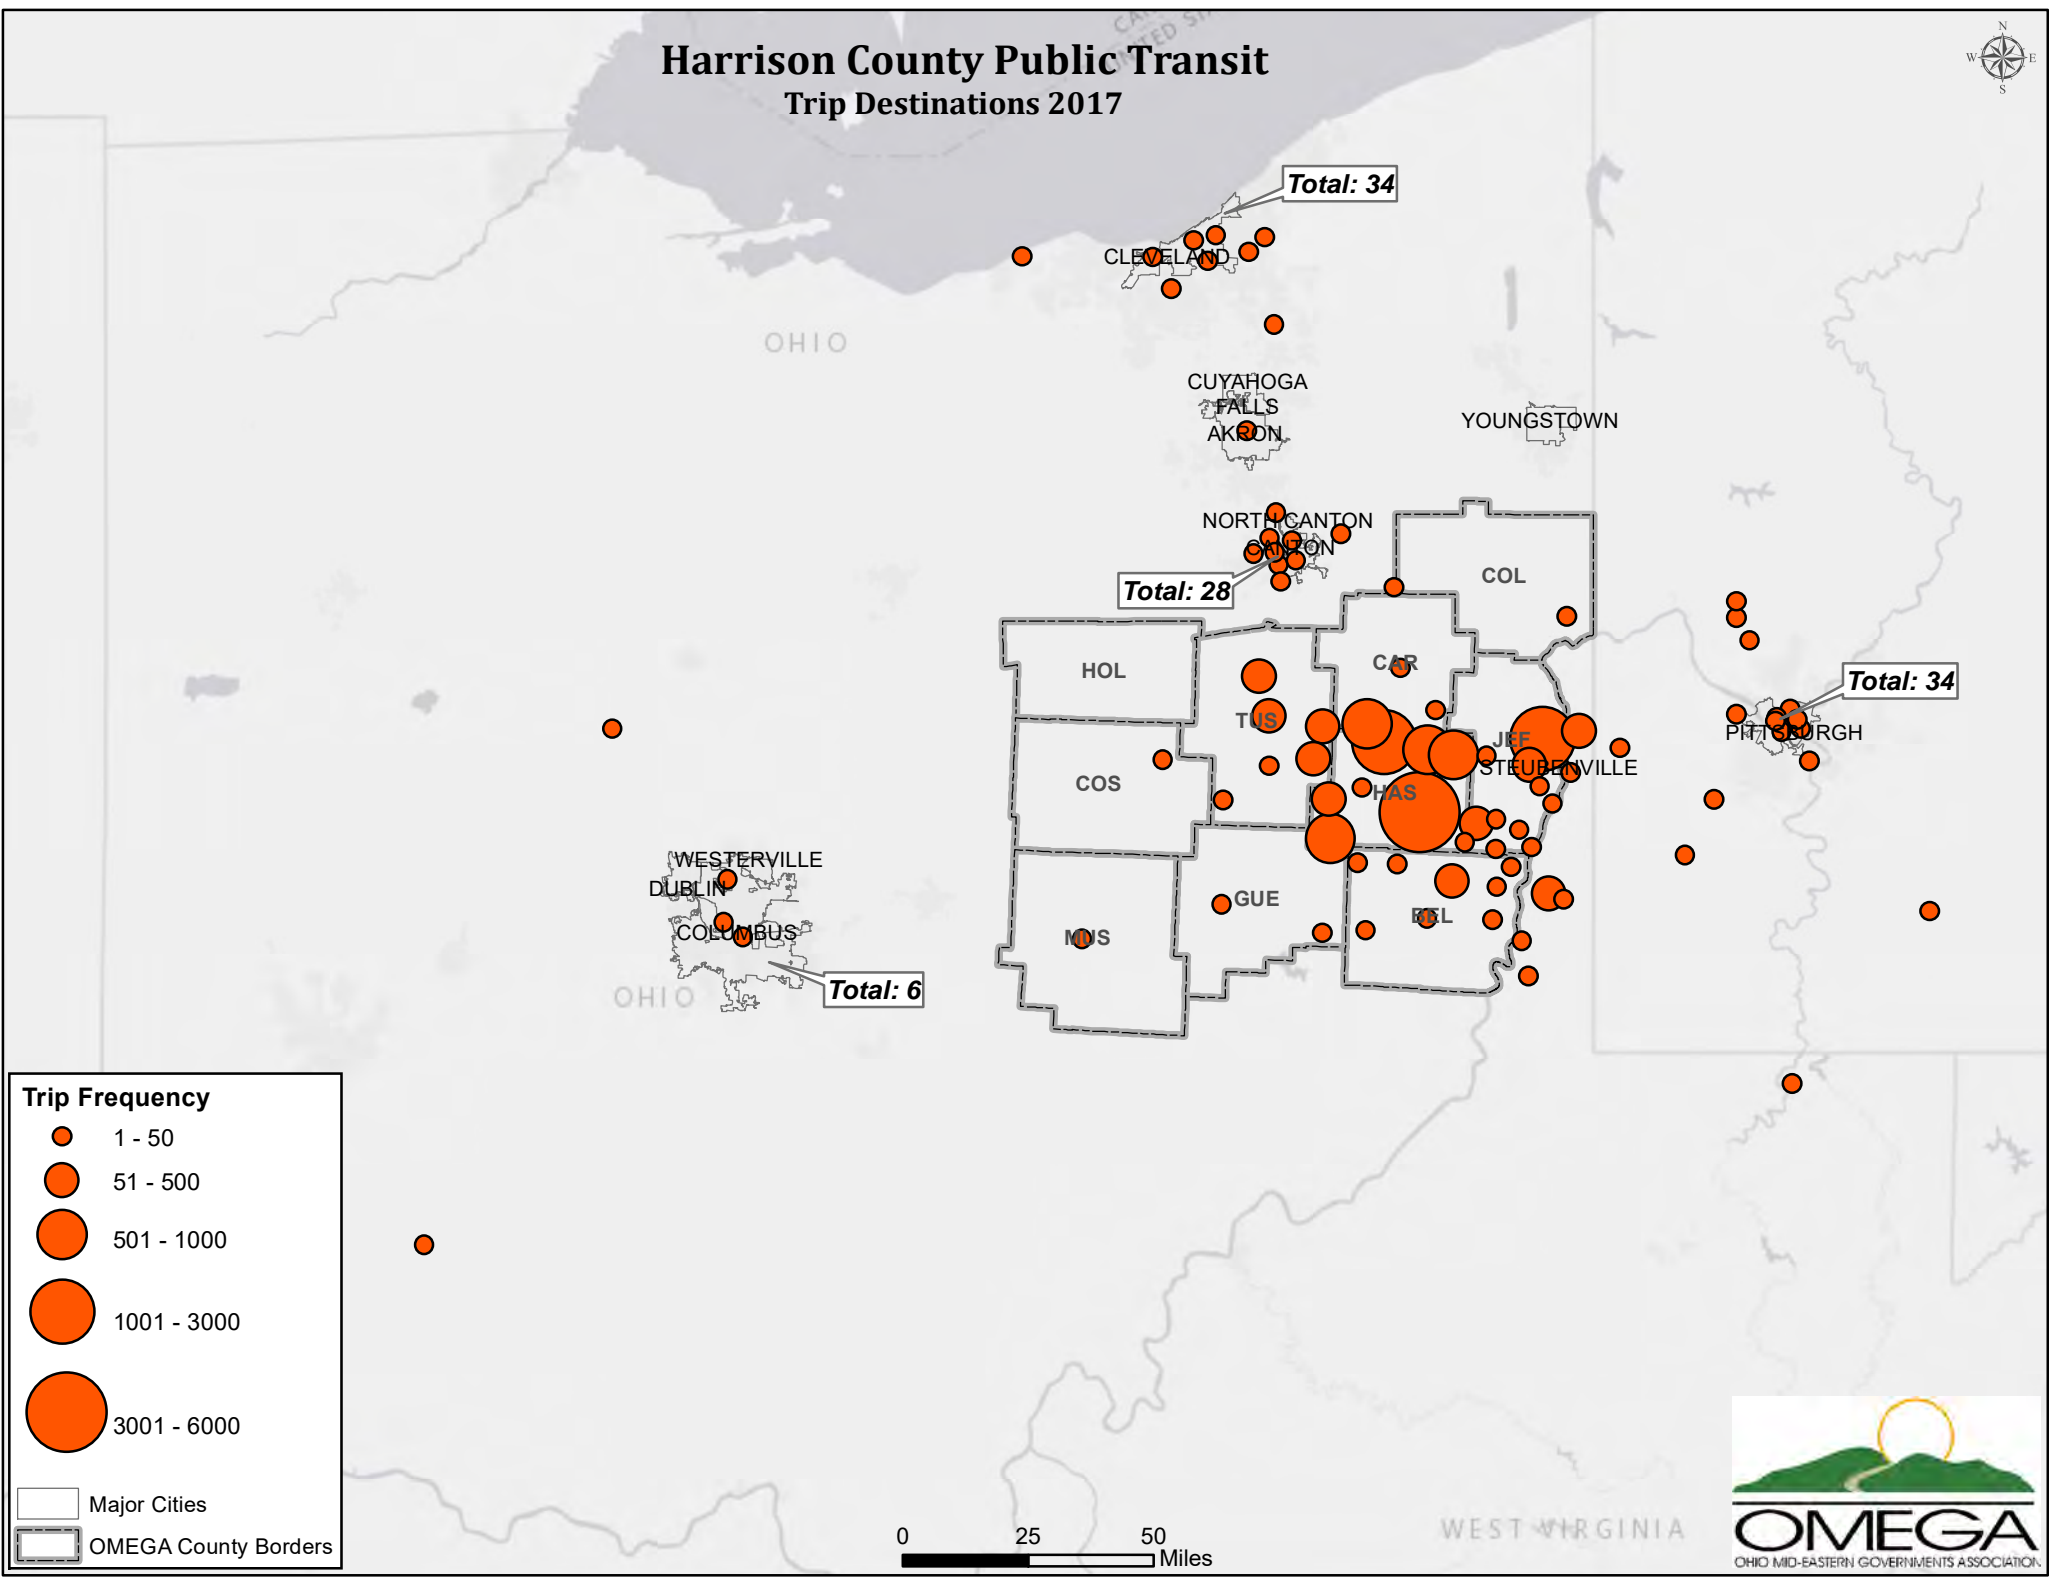 Harrison County Public Transit
Trip Destinations 2017
N
W E
S
Total: 34
CLEVELAND
OHIO
CUYAHOGA
FALLS
AKRON
YOUNGSTOWN
NORTH CANTON
CANTON
Total: 28
COL
HOL
CAR
TUS
Total: 34
PITTSBURGH
JEF
STEUBENVILLE
COS
HAS
WESTERVILLE
DUBLIN
COLUMBUS
GUE
BEL
MUS
Total: 6
OHIO
Trip Frequency
1 - 50
51 - 500
501 - 1000
1001 - 3000
3001 - 6000
Major Cities
OMEGA County Borders
0 25 50
Miles
WEST VIRGINIA
OMEGA
OHIO MID-EASTERN GOVERNMENTS ASSOCIATION